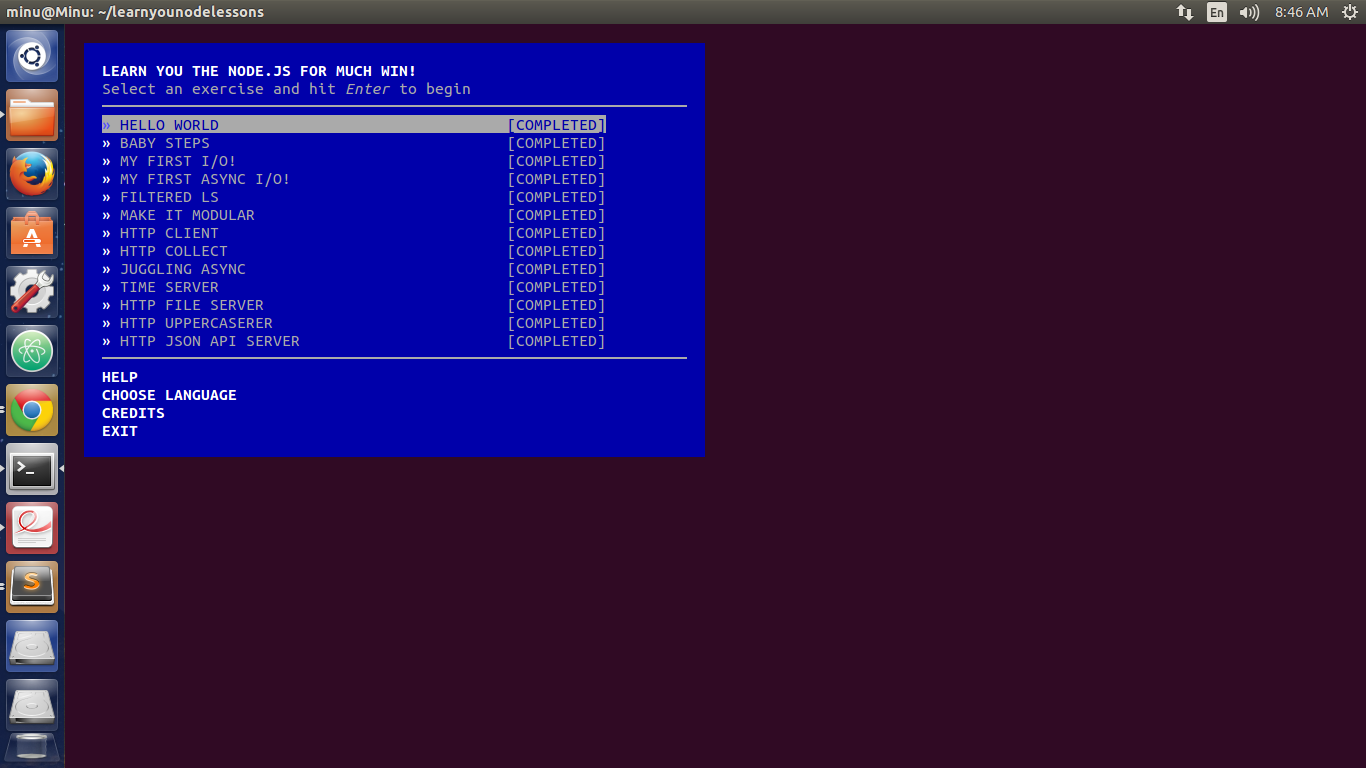 minu@Minu: ~/learnyounodelessons En 8:46 AM
LEARN YOU THE NODE.JS FOR MUCH WIN!
Select an exercise and hit Enter to begin
» HELLO WORLD [COMPLETED]
» BABY STEPS [COMPLETED]
» MY FIRST I/O! [COMPLETED]
» MY FIRST ASYNC I/O! [COMPLETED]
» FILTERED LS [COMPLETED]
» MAKE IT MODULAR [COMPLETED]
» HTTP CLIENT [COMPLETED]
» HTTP COLLECT [COMPLETED]
» JUGGLING ASYNC [COMPLETED]
» TIME SERVER [COMPLETED]
» HTTP FILE SERVER [COMPLETED]
» HTTP UPPERCASERER [COMPLETED]
» HTTP JSON API SERVER [COMPLETED]
HELP
CHOOSE LANGUAGE
CREDITS
EXIT